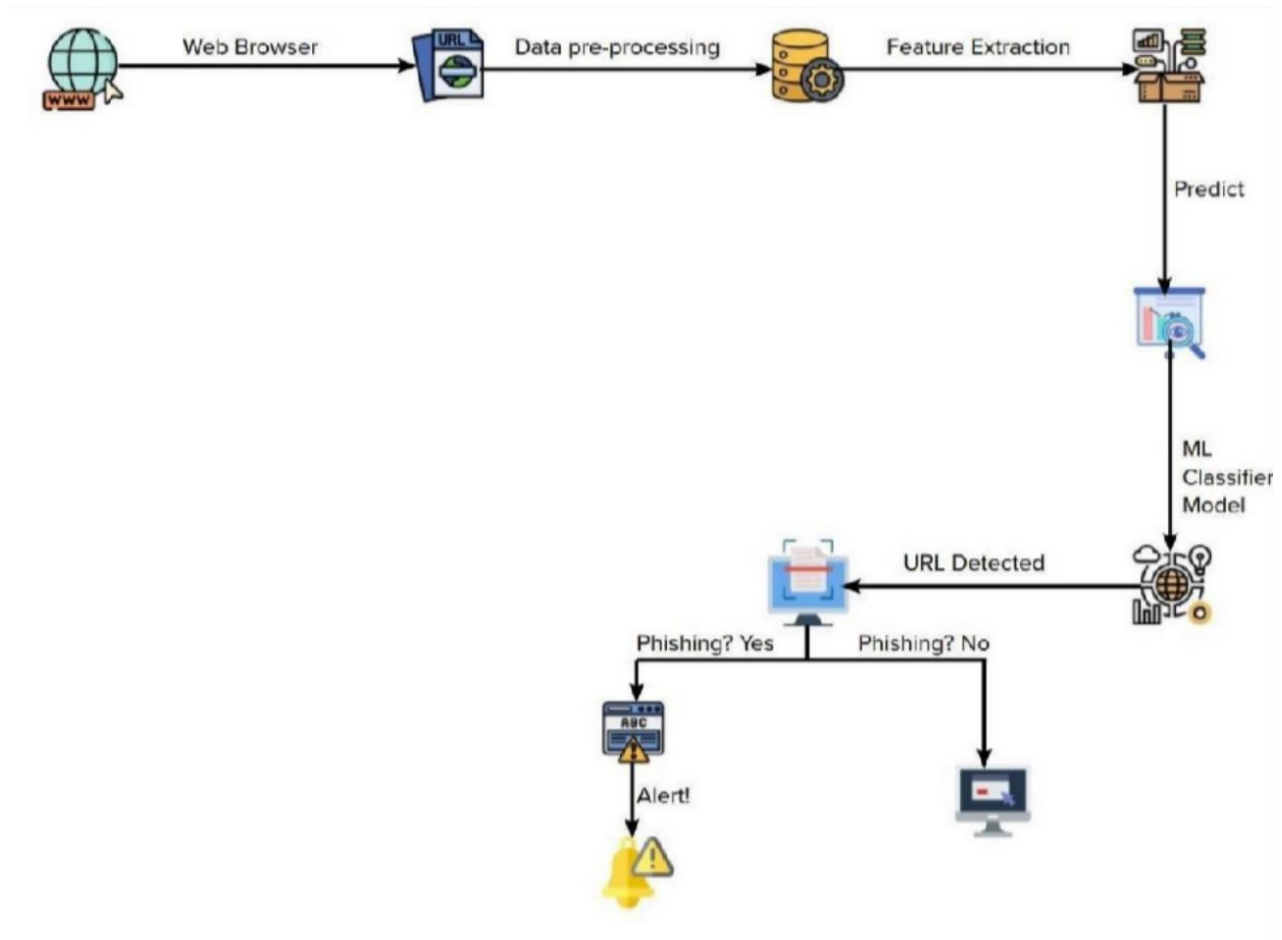 Web Browser
URL
Data pre-processing
Feature Extraction
www
Predict
ML
Classifier
Model
URL Detected
Phishing? Yes
Phishing? No
ABC
Alert!